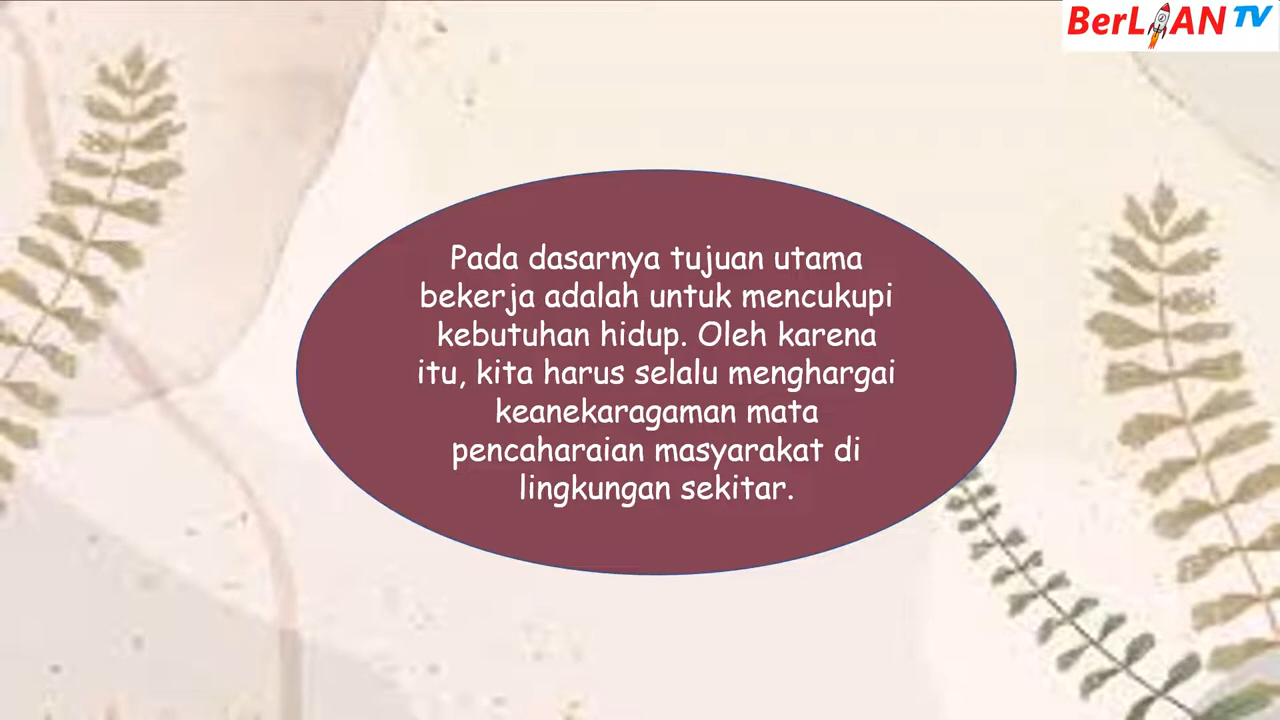 BerLIAN TV
Pada dasarnya tujuan utama
bekerja adalah untuk mencukupi
kebutuhan hidup. Oleh karena
itu, kita harus selalu menghargai
keanekaragaman mata
pencaharaian masyarakat di
lingkungan sekitar.